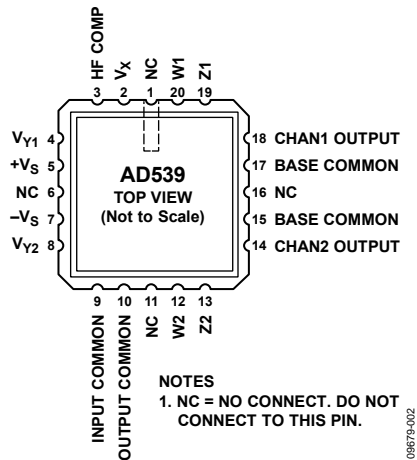 HF COMP
VX
NC
W1
Z1
3 2 1 20 19
VY1 4
+VS 5
NC 6
–VS 7
VY2 8
AD539
TOP VIEW
(Not to Scale)
18 CHAN1 OUTPUT
17 BASE COMMON
16 NC
15 BASE COMMON
14 CHAN2 OUTPUT
9 10 11 12 13
INPUT COMMON
OUTPUT COMMON
NC
W2
Z2
NOTES
1. NC = NO CONNECT. DO NOT
CONNECT TO THIS PIN.
09679-002